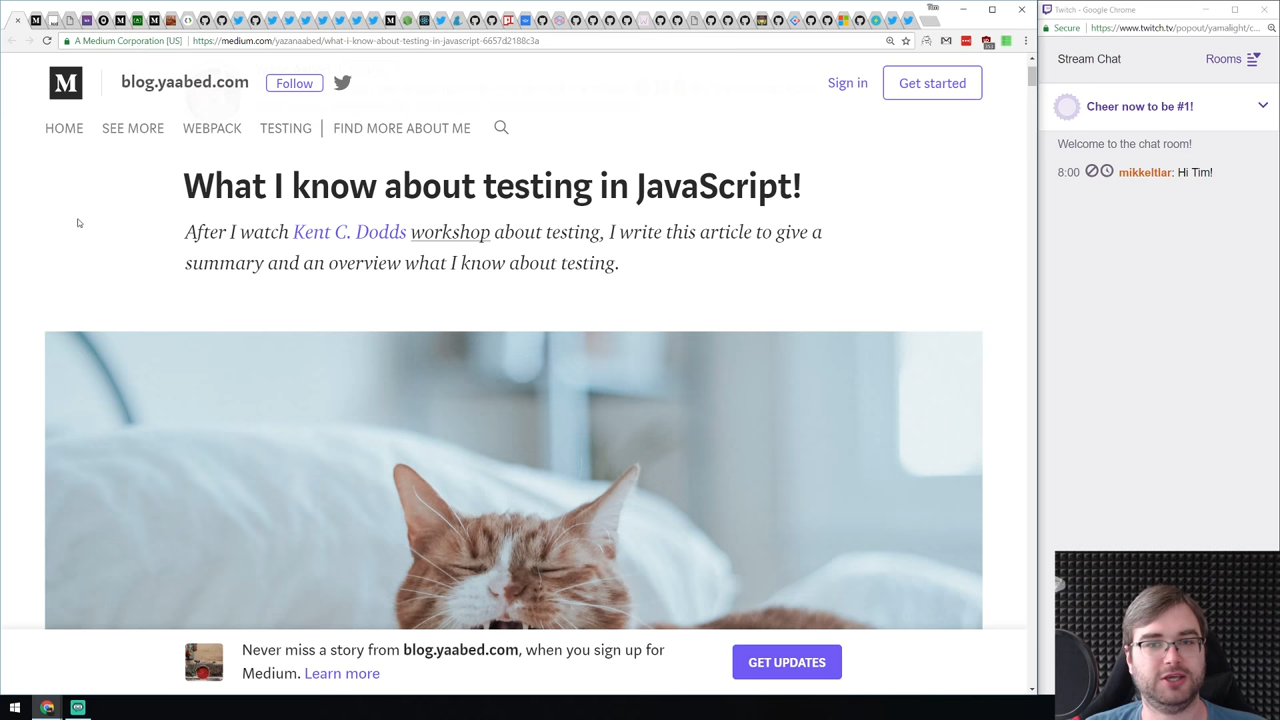 Tim
A Medium Corporation [US]
https://medium.com/yazanaabed/what-i-know-about-testing-in-javascript-6657d2188c3a
M
blog.yaabed.com
Follow
Sign in
Get started
HOME
SEE MORE
WEBPACK
TESTING
FIND MORE ABOUT ME
What I know about testing in JavaScript!
After I watch Kent C. Dodds workshop about testing, I write this article to give a
summary and an overview what I know about testing.
Never miss a story from blog.yaabed.com, when you sign up for
Medium. Learn more
GET UPDATES
Twitch - Google Chrome
Secure
https://www.twitch.tv/popout/yamalight/c...
Stream Chat
Rooms
Cheer now to be #1!
Welcome to the chat room!
8:00 mikkeltlar: Hi Tim!